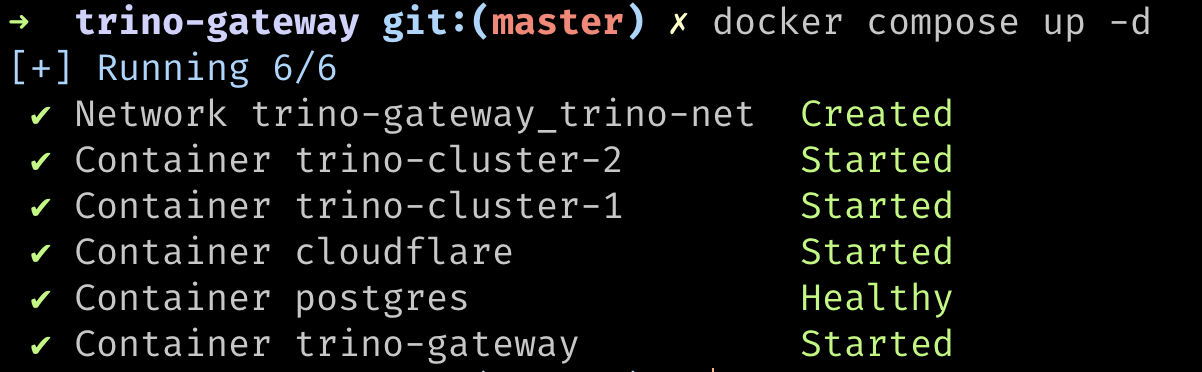 ➜  trino-gateway git:(master) ✗ docker compose up -d
[+] Running 6/6
 ✔ Network trino-gateway_trino-net  Created
 ✔ Container trino-cluster-2        Started
 ✔ Container trino-cluster-1        Started
 ✔ Container cloudflare             Started
 ✔ Container postgres               Healthy
 ✔ Container trino-gateway          Started